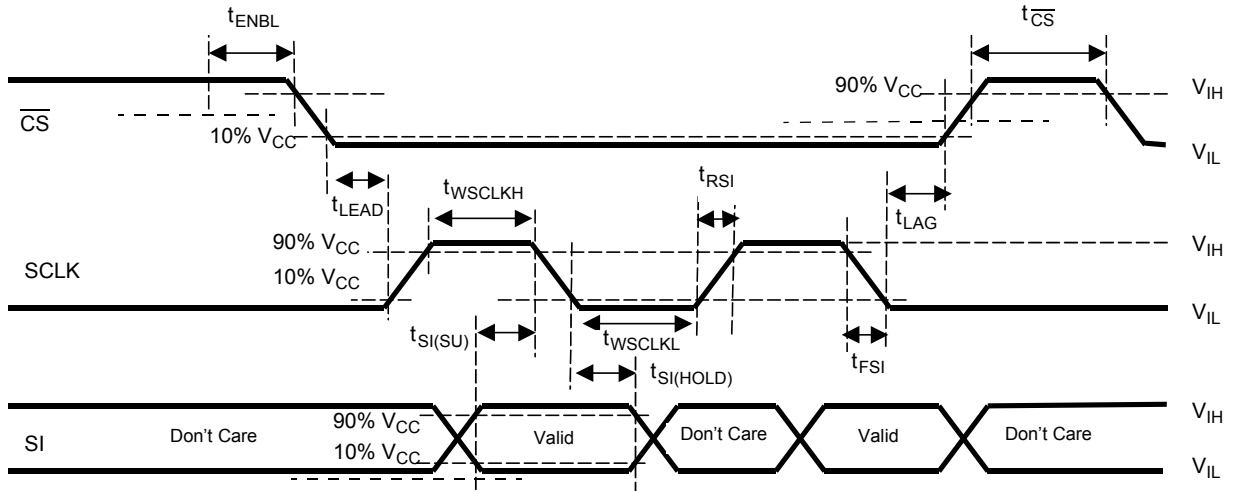 tENBL
tCS
90% VCC
VIH
CS
10% VCC
VIL
tLEAD
tWSCLKH
tRSI
tLAG
90% VCC
VIH
SCLK
10% VCC
VIL
tSI(SU)
tWSCLKL
tFSI
tSI(HOLD)
90% VCC
VIH
SI
Don't Care
Valid
Don't Care
Valid
Don't Care
10% VCC
VIL